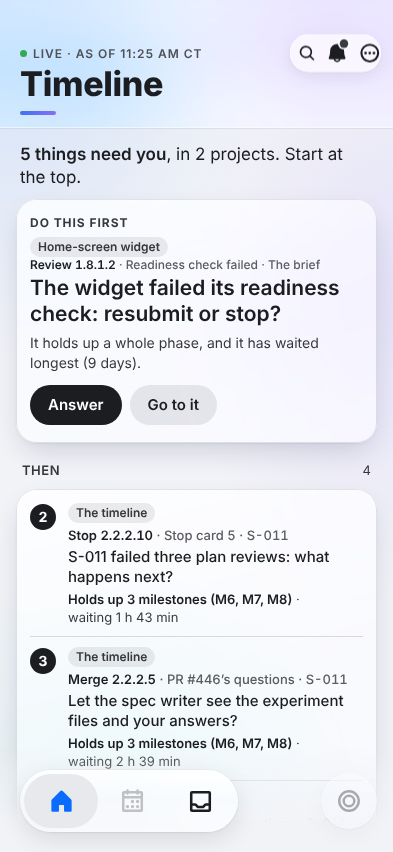 LIVE · AS OF 11:25 AM CT
Timeline
5 things need you, in 2 projects. Start at
the top.
DO THIS FIRST
Home-screen widget
Review 1.8.1.2 · Readiness check failed · The brief
The widget failed its readiness
check: resubmit or stop?
It holds up a whole phase, and it has waited
longest (9 days).
Answer
Go to it
THEN
4
2
The timeline
Stop 2.2.2.10 · Stop card 5 · S-011
S-011 failed three plan reviews: what
happens next?
Holds up 3 milestones (M6, M7, M8) ·
waiting 1 h 43 min
3
The timeline
Merge 2.2.2.5 · PR #446's questions · S-011
Let the spec writer see the experiment
files and your answers?
Holds up 3 milestones (M6, M7, M8) ·
waiting 2 h 39 min